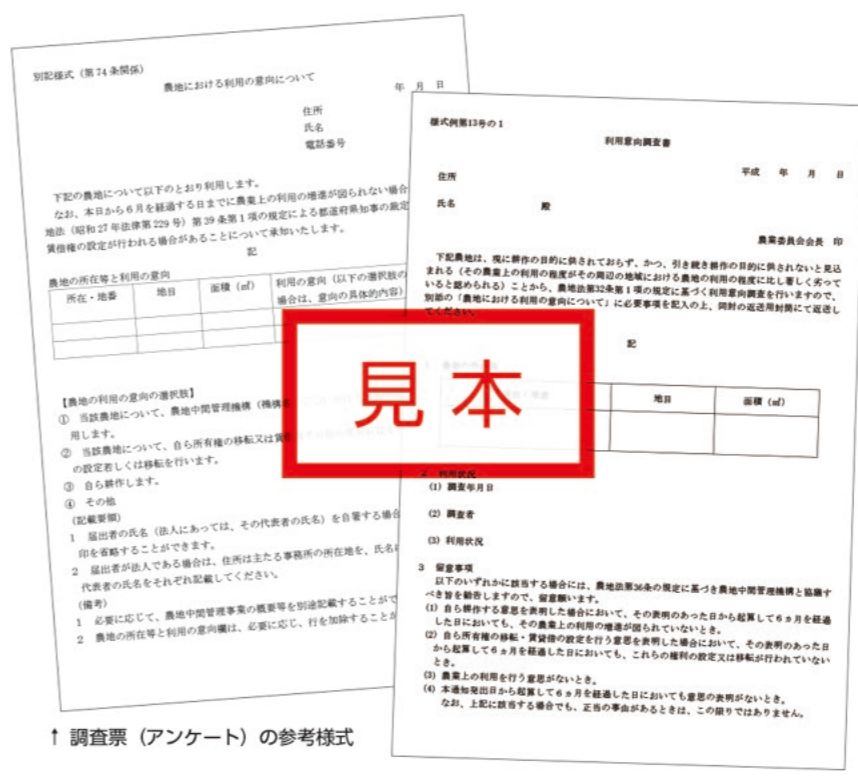 別記様式（第74条関係）
農地における利用の意向について
年 月 日
住所
氏名
電話番号
下記の農地について以下のとおり利用します。
なお、本日から６月を経過する日までに農業上の利用の増進が図られない場合
地法（昭和27年法律第229号）第39条第１項の規定による都道府県知事の裁定
賃借権の設定が行われる場合があることについて承知いたします。
記
農地の所在等と利用の意向
所在・地番 地目 面積（㎡） 利用の意向（以下の選択肢の
場合は、意向の具体的内容）
【農地の利用の意向の選択肢】
① 当該農地について、農地中間管理機構（機構
用します。
② 当該農地について、自ら所有権の移転又は賃
の設定若しくは移転を行います。
③ 自ら耕作します。
④ その他
（記載要領）
１ 届出者の氏名（法人にあっては、その代表者の氏名）を自署する場合
印を省略することができます。
２ 届出者が法人である場合は、住所は主たる事務所の所在地を、氏名
代表者の氏名をそれぞれ記載してください。
（備考）
１ 必要に応じて、農地中間管理事業の概要等を別途記載することがで
２ 農地の所在等と利用の意向欄は、必要に応じ、行を加除することが
様式例第13号の１
利用意向調査書
平成 年 月 日
住所
氏名 殿
農業委員会会長 印
下記農地は、現に耕作の目的に供されておらず、かつ、引き続き耕作の目的に供されないと見込
まれる（その農業上の利用の程度がその周辺の地域における農地の利用の程度に比し著しく劣って
いると認められる）ことから、農地法第32条第１項の規定に基づく利用意向調査を行いますので、
別添の「農地における利用の意向について」に必要事項を記入の上、同封の返送用封筒にて返送し
てください。
記
地目 面積（㎡）
見本
２ 利用状況
(1) 調査年月日
(2) 調査者
(3) 利用状況
３ 留意事項
以下のいずれかに該当する場合には、農地法第36条の規定に基づき農地中間管理機構と協議す
べき旨を勧告しますので、留意願います。
(1) 自ら耕作する意思を表明した場合において、その表明のあった日から起算して６ヵ月を経過
した日においても、その農業上の利用の増進が図られていないとき。
(2) 自ら所有権の移転・賃貸借の設定を行う意思を表明した場合において、その表明のあった日
から起算して６ヵ月を経過した日においても、これらの権利の設定又は移転が行われていない
とき。
(3) 農業上の利用を行う意思がないとき。
(4) 本通知発出日から起算して６ヵ月を経過した日においても意思の表明がないとき。
なお、上記に該当する場合でも、正当の事由があるときは、この限りではありません。
↑ 調査票（アンケート）の参考様式